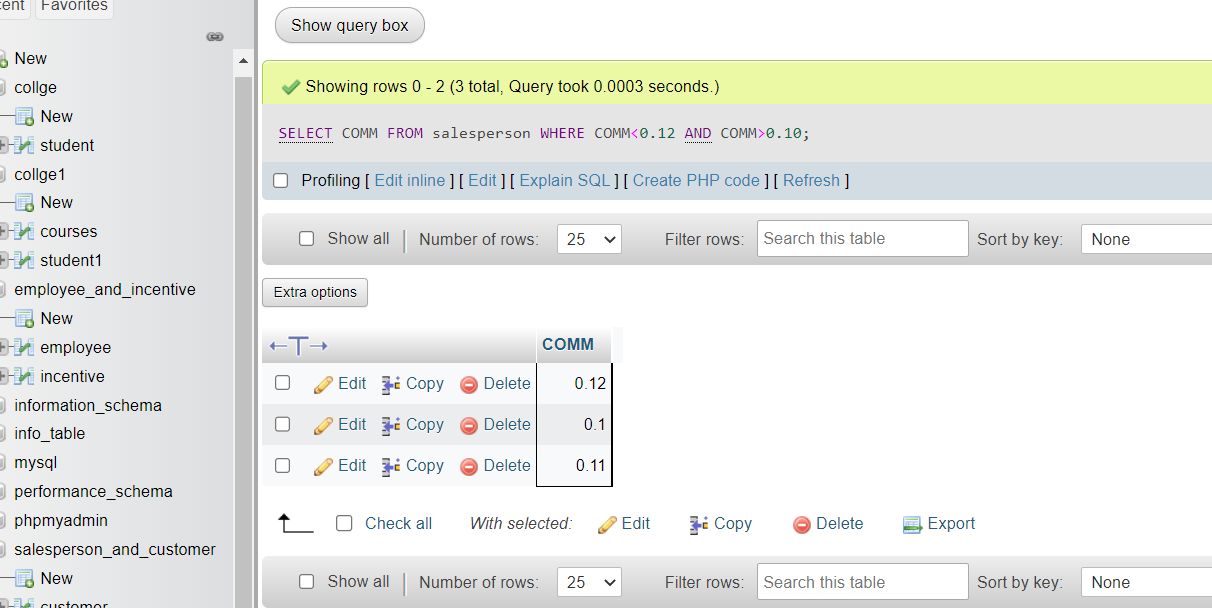 Favorites
New
collge
New
student
collge1
New
courses
student1
employee_and_incentive
New
employee
incentive
information_schema
info_table
mysql
performance_schema
phpmyadmin
salesperson_and_customer
New
customer
Show query box
Showing rows 0 - 2 (3 total, Query took 0.0003 seconds.)
SELECT COMM FROM salesperson WHERE COMM<0.12 AND COMM>0.10;
Profiling [ Edit inline ] [ Edit ] [ Explain SQL ] [ Create PHP code ] [ Refresh ]
Show all Number of rows: 25 Filter rows: Search this table Sort by key: None
Extra options
←T→ COMM
Edit Copy Delete 0.12
Edit Copy Delete 0.1
Edit Copy Delete 0.11
Check all With selected: Edit Copy Delete Export
Show all Number of rows: 25 Filter rows: Search this table Sort by key: None